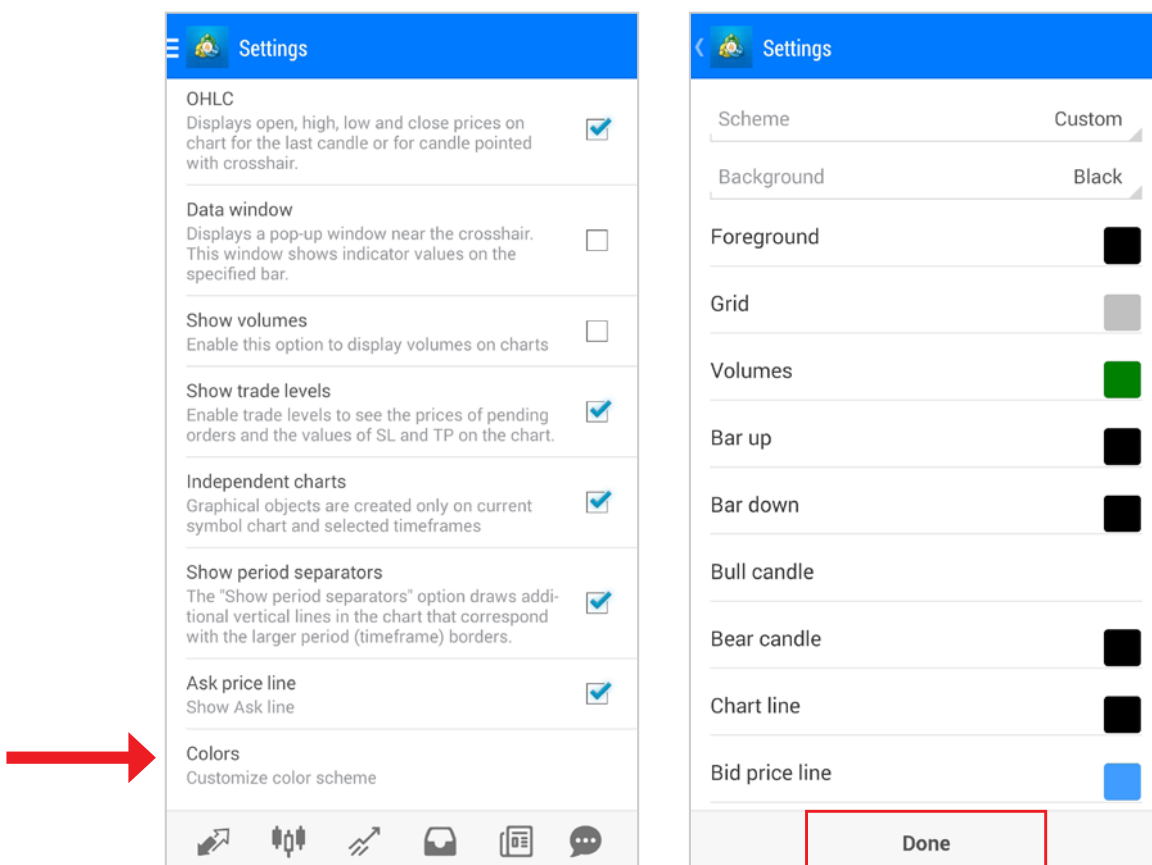 Settings
OHLC
Displays open, high, low and close prices on
chart for the last candle or for candle pointed
with crosshair.
Data window
Displays a pop-up window near the crosshair.
This window shows indicator values on the
specified bar.
Show volumes
Enable this option to display volumes on charts
Show trade levels
Enable trade levels to see the prices of pending
orders and the values of SL and TP on the chart.
Independent charts
Graphical objects are created only on current
symbol chart and selected timeframes
Show period separators
The "Show period separators" option draws addi-
tional vertical lines in the chart that correspond
with the larger period (timeframe) borders.
Ask price line
Show Ask line
Colors
Customize color scheme
Settings
Scheme Custom
Background Black
Foreground
Grid
Volumes
Bar up
Bar down
Bull candle
Bear candle
Chart line
Bid price line
Done